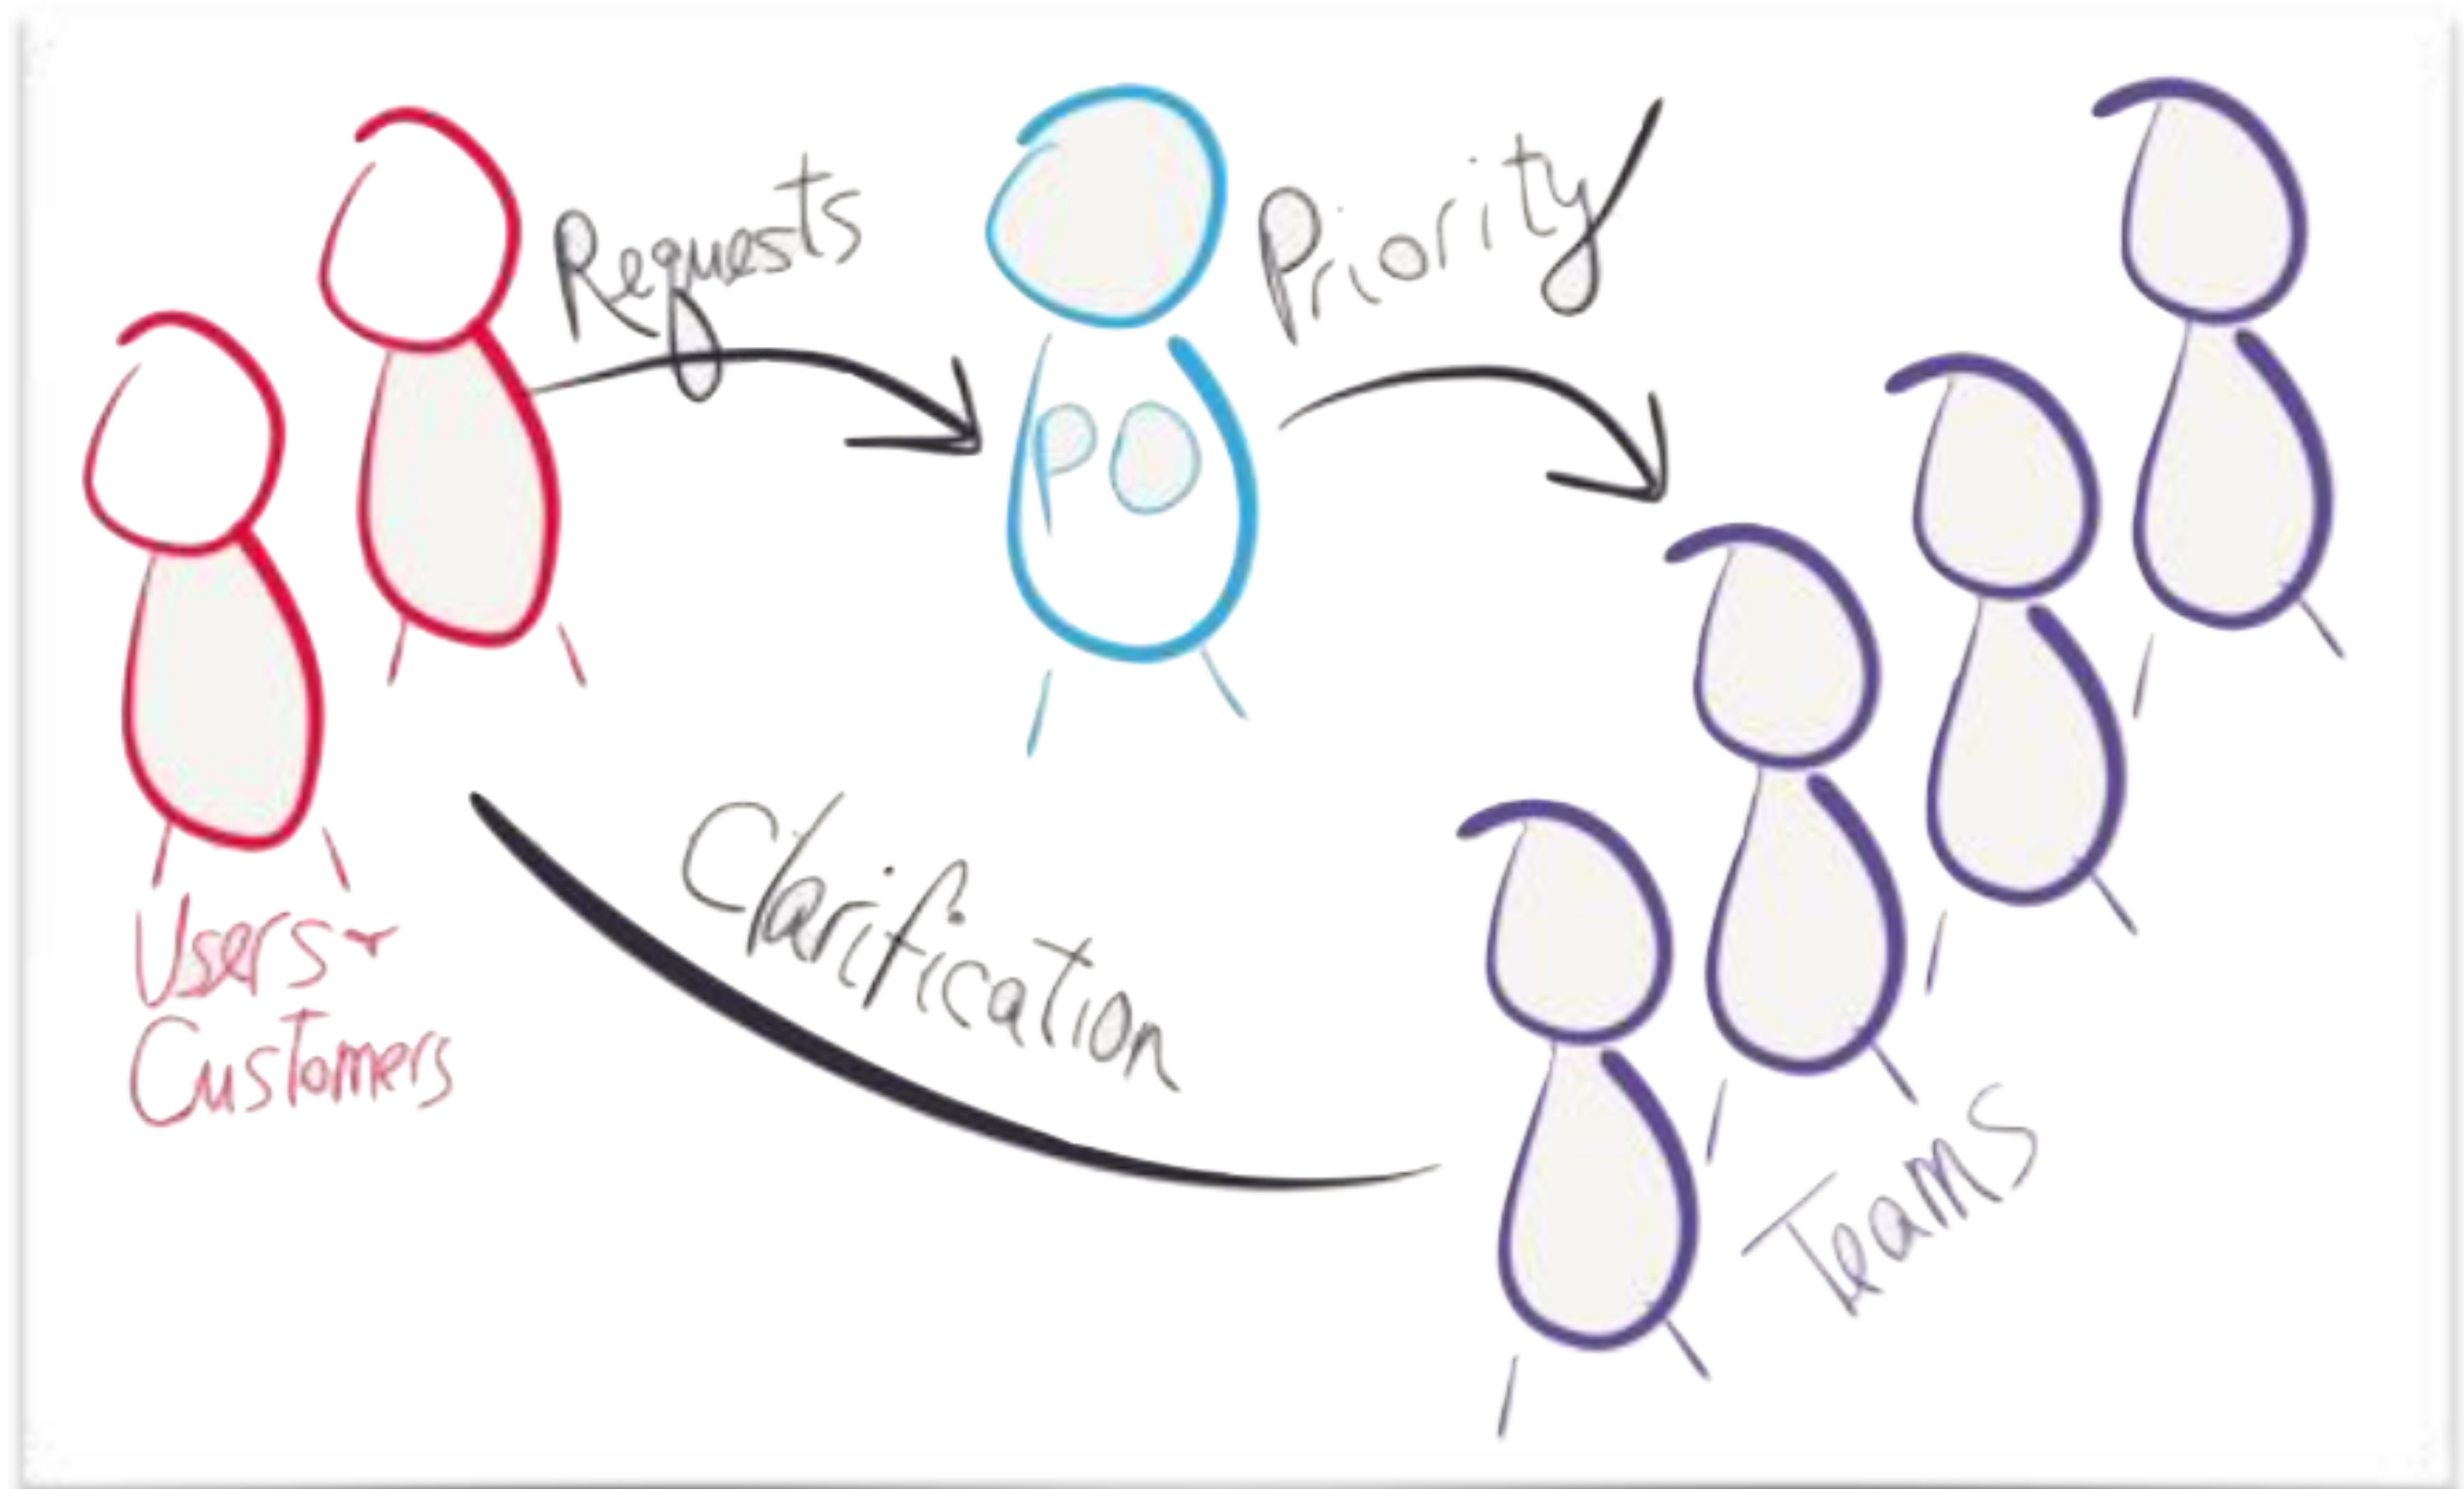 Requests
Priority
PO
Clarification
Users +
Customers
Teams